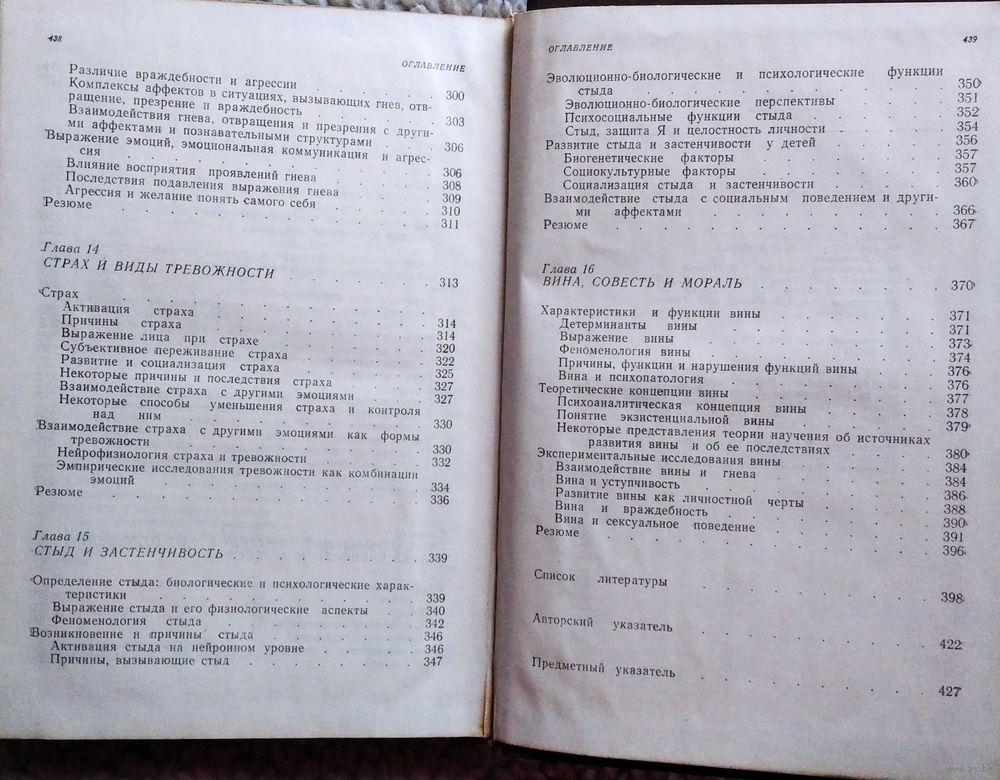 438
ОГЛАВЛЕНИЕ
Различие враждебности и агрессии . . . . . . 300
Комплексы аффектов в ситуациях, вызывающих гнев, отв-
ращение, презрение и враждебность . . . . . 303
Взаимодействия гнева, отвращения и презрения с други-
ми аффектами и познавательными структурами . . . 306
Выражение эмоций, эмоциональная коммуникация и агрес-
сия . . . . . . . . . . . 306
Влияние восприятия проявлений гнева . . . . . 308
Последствия подавления выражения гнева . . . . 309
Агрессия и желание понять самого себя . . . . . 310
Резюме . . . . . . . . . . . . 311
Глава 14
СТРАХ И ВИДЫ ТРЕВОЖНОСТИ . . . . . . 313
Страх . . . . . . . . . . . . 314
Активация страха . . . . . . . . . 314
Причины страха . . . . . . . . . 320
Выражение лица при страхе . . . . . . . 322
Субъективное переживание страха . . . . . . 325
Развитие и социализация страха . . . . . . 327
Некоторые причины и последствия страха . . . . 327
Взаимодействие страха с другими эмоциями . . . .
Некоторые способы уменьшения страха и контроля
над ним . . . . . . . . . . 330
Взаимодействие страха с другими эмоциями как формы
тревожности . . . . . . . . . . 330
Нейрофизиология страха и тревожности . . . . . 332
Эмпирические исследования тревожности как комбинации
эмоций . . . . . . . . . . 334
Резюме . . . . . . . . . . . . 336
Глава 15
СТЫД И ЗАСТЕНЧИВОСТЬ . . . . . . . 339
Определение стыда: биологические и психологические харак-
теристики . . . . . . . . . . 339
Выражение стыда и его физиологические аспекты . . 340
Феноменология стыда . . . . . . . . 342
Возникновение и причины стыда . . . . . . 346
Активация стыда на нейронном уровне . . . . . 346
Причины, вызывающие стыд . . . . . . . 347
439
ОГЛАВЛЕНИЕ
Эволюционно-биологические и психологические функции
стыда . . . . . . . . . . . 350
Эволюционно-биологические перспективы . . . . 351
Психосоциальные функции стыда . . . . . . 352
Стыд, защита Я и целостность личности . . . . . 354
Развитие стыда и застенчивости у детей . . . . . 356
Биогенетические факторы . . . . . . . 357
Социокультурные факторы . . . . . . . 357
Социализация стыда и застенчивости . . . . . 360
Взаимодействие стыда с социальным поведением и други-
ми аффектами . . . . . . . . . 366
Резюме . . . . . . . . . . . . 367
Глава 16
ВИНА, СОВЕСТЬ И МОРАЛЬ . . . . . . . 370
Характеристики и функции вины . . . . . . 371
Детерминанты вины . . . . . . . . 371
Выражение вины . . . . . . . . . 373
Феноменология вины . . . . . . . . 374
Причины, функции и нарушения функций вины . . . 376
Вина и психопатология . . . . . . . . 376
Теоретические концепции вины . . . . . . 377
Психоаналитическая концепция вины . . . . . 378
Понятие экзистенциальной вины . . . . . . 379
Некоторые представления теории научения об источниках
развития вины и об ее последствиях . . . . . 380
Экспериментальные исследования вины . . . . . 384
Взаимодействие вины и гнева . . . . . . 384
Вина и уступчивость . . . . . . . . 386
Развитие вины как личностной черты . . . . . 388
Вина и враждебность . . . . . . . . 390
Вина и сексуальное поведение . . . . . . 391
Резюме . . . . . . . . . . . . 396
Список литературы . . . . . . . . . 398
Авторский указатель . . . . . . . . . 422
Предметный указатель . . . . . . . . 427